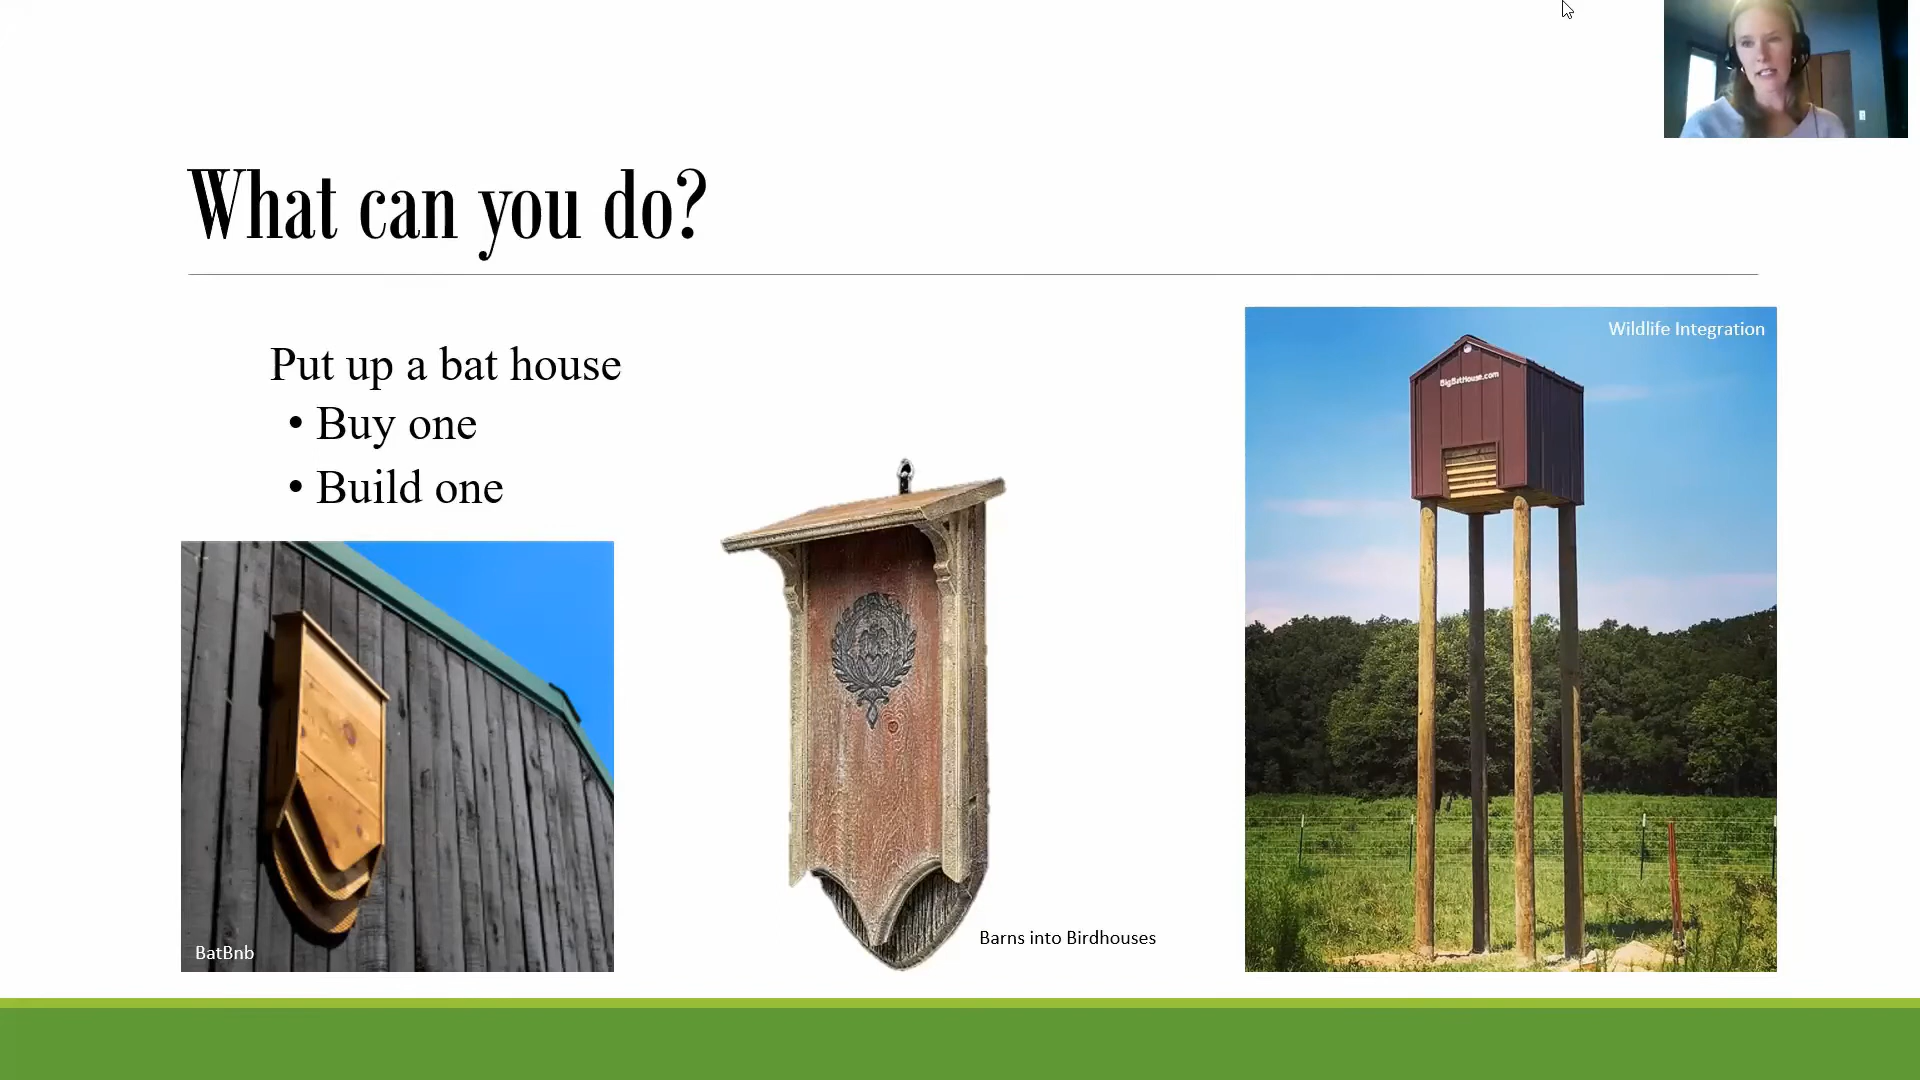 What can you do?
Put up a bat house
• Buy one
• Build one
BatBnb
Barns into Birdhouses
Wildlife Integration
BigBatHouse.com